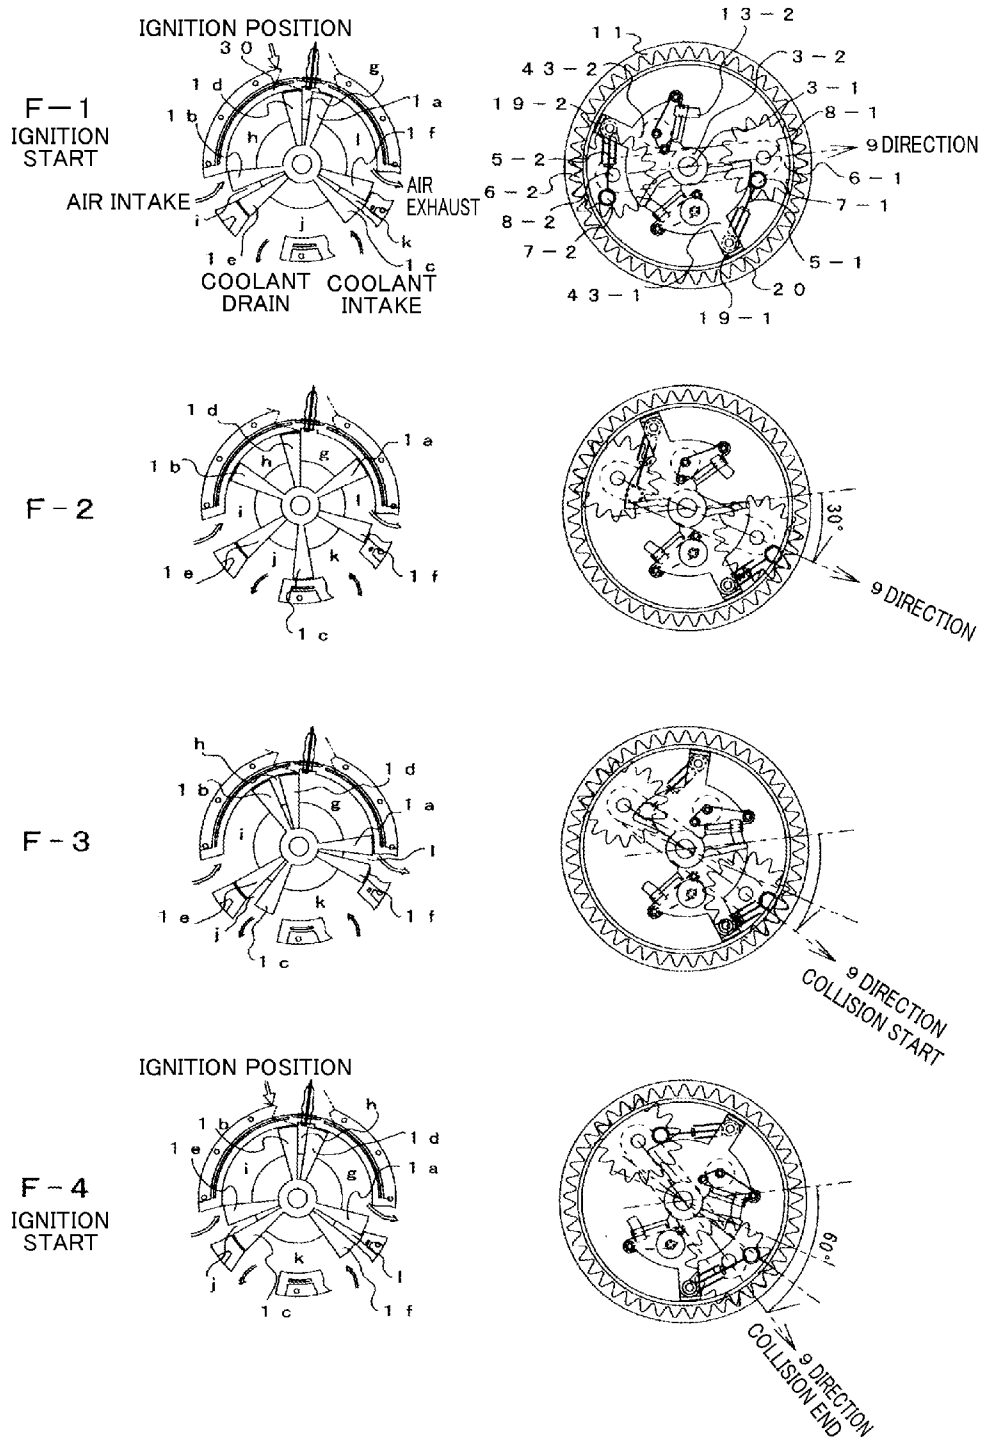 IGNITION POSITION
30
1d
g
1a
1b
h
l
1f
F-1
IGNITION
START
AIR INTAKE
AIR
EXHAUST
i
j
k
1e
1c
COOLANT
DRAIN
COOLANT
INTAKE
13-2
11
3-2
43-2
3-1
19-2
8-1
9 DIRECTION
5-2
6-1
6-2
7-1
8-2
7-2
5-1
43-1
20
19-1
F-2
1d
1a
g
h
1b
i
l
j
k
1e
1f
1c
30°
9 DIRECTION
F-3
h
1d
1b
g
1a
i
l
k
1e
1f
j
1c
9 DIRECTION
COLLISION START
IGNITION POSITION
F-4
IGNITION
START
1b
h
1d
1e
i
g
1a
j
k
l
1c
1f
60°
9 DIRECTION
COLLISION END